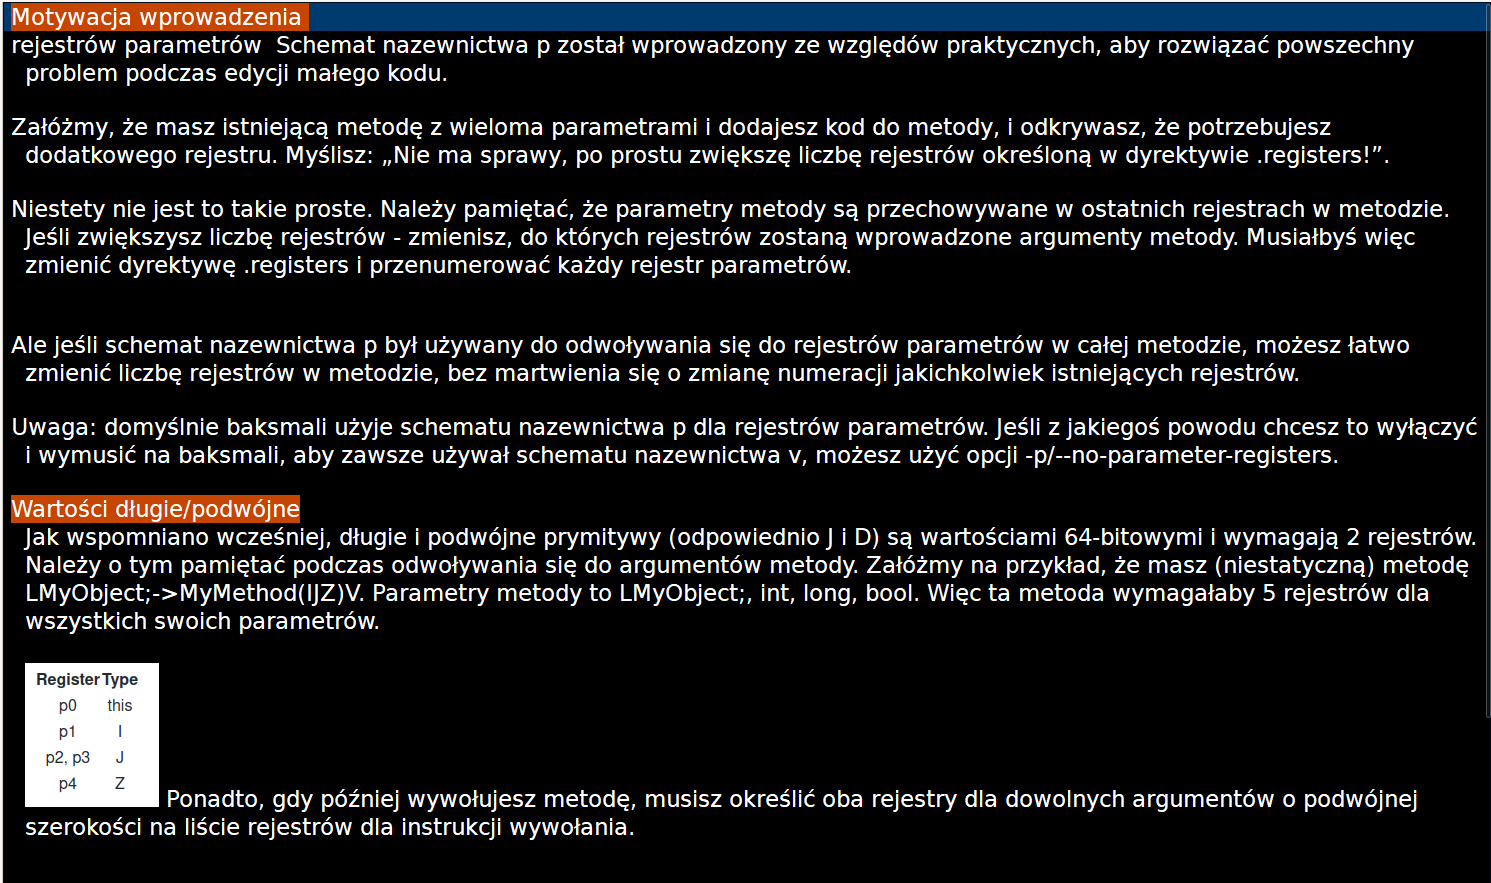 Motywacja wprowadzenia
rejestrów parametrów  Schemat nazewnictwa p został wprowadzony ze względów praktycznych, aby rozwiązać powszechny
problem podczas edycji małego kodu.
Załóżmy, że masz istniejącą metodę z wieloma parametrami i dodajesz kod do metody, i odkrywasz, że potrzebujesz
dodatkowego rejestru. Myślisz: „Nie ma sprawy, po prostu zwiększę liczbę rejestrów określoną w dyrektywie .registers!”.
Niestety nie jest to takie proste. Należy pamiętać, że parametry metody są przechowywane w ostatnich rejestrach w metodzie.
Jeśli zwiększysz liczbę rejestrów - zmienisz, do których rejestrów zostaną wprowadzone argumenty metody. Musiałbyś więc
zmienić dyrektywę .registers i przenumerować każdy rejestr parametrów.
Ale jeśli schemat nazewnictwa p był używany do odwoływania się do rejestrów parametrów w całej metodzie, możesz łatwo
zmienić liczbę rejestrów w metodzie, bez martwienia się o zmianę numeracji jakichkolwiek istniejących rejestrów.
Uwaga: domyślnie baksmali użyje schematu nazewnictwa p dla rejestrów parametrów. Jeśli z jakiegoś powodu chcesz to wyłączyć
i wymusić na baksmali, aby zawsze używał schematu nazewnictwa v, możesz użyć opcji -p/--no-parameter-registers.
Wartości długie/podwójne
Jak wspomniano wcześniej, długie i podwójne prymitywy (odpowiednio J i D) są wartościami 64-bitowymi i wymagają 2 rejestrów.
Należy o tym pamiętać podczas odwoływania się do argumentów metody. Załóżmy na przykład, że masz (niestatyczną) metodę
LMyObject;->MyMethod(IJZ)V. Parametry metody to LMyObject;, int, long, bool. Więc ta metoda wymagałaby 5 rejestrów dla
wszystkich swoich parametrów.
Register Type
p0 this
p1 I
p2, p3 J
p4 Z
Ponadto, gdy później wywołujesz metodę, musisz określić oba rejestry dla dowolnych argumentów o podwójnej
szerokości na liście rejestrów dla instrukcji wywołania.